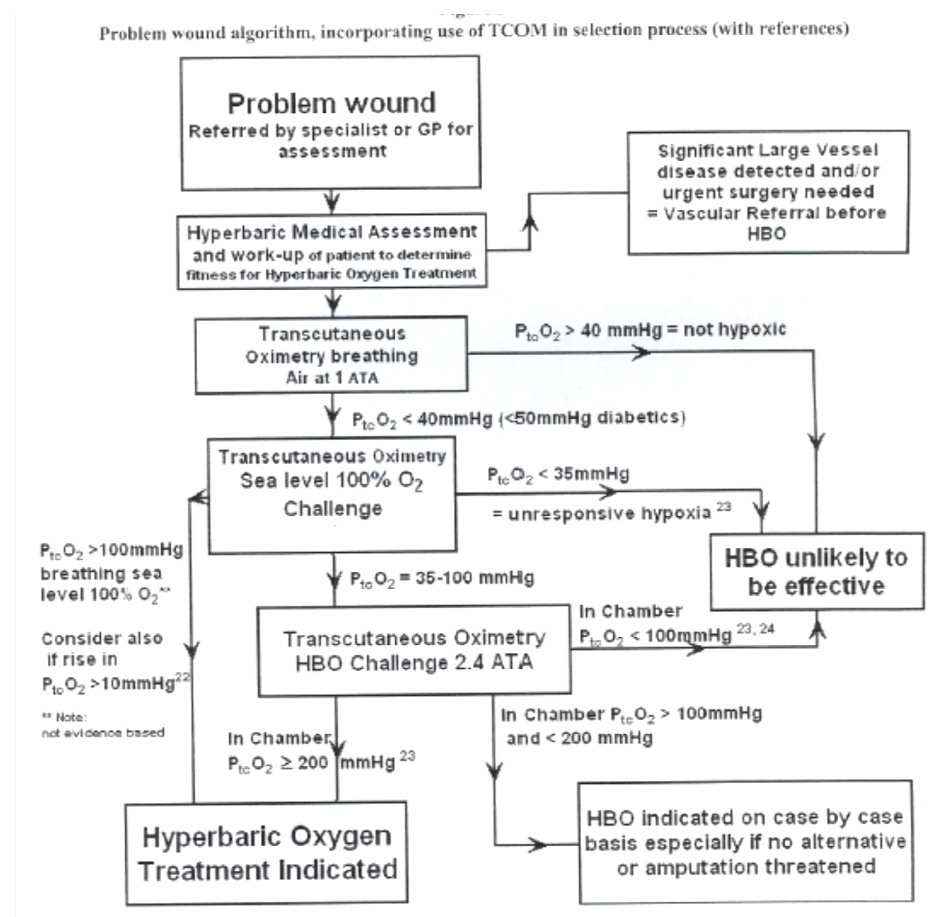 Problem wound algorithm, incorporating use of TCOM in selection process (with references)
Problem wound
Referred by specialist or GP for
assessment
Significant Large Vessel
disease detected and/or
urgent surgery needed
= Vascular Referral before
HBO
Hyperbaric Medical Assessment
and work-up of patient to determine
fitness for Hyperbaric Oxygen Treatment
Transcutaneous
Oximetry breathing
Air at 1 ATA
PtcO2 > 40 mmHg = not hypoxic
PtcO2 < 40mmHg (<50mmHg diabetics)
Transcutaneous Oximetry
Sea level 100% O2
Challenge
PtcO2 < 35mmHg
= unresponsive hypoxia 23
HBO unlikely to
be effective
PtcO2 >100mmHg
breathing sea
level 100% O2**
Consider also
if rise in
PtcO2 >10mmHg22
** Note:
not evidence based
PtcO2 = 35-100 mmHg
Transcutaneous Oximetry
HBO Challenge 2.4 ATA
In Chamber
PtcO2 < 100mmHg 23, 24
In Chamber
PtcO2 ≥ 200 mmHg 23
In Chamber PtcO2 > 100mmHg
and < 200 mmHg
Hyperbaric Oxygen
Treatment Indicated
HBO indicated on case by case
basis especially if no alternative
or amputation threatened